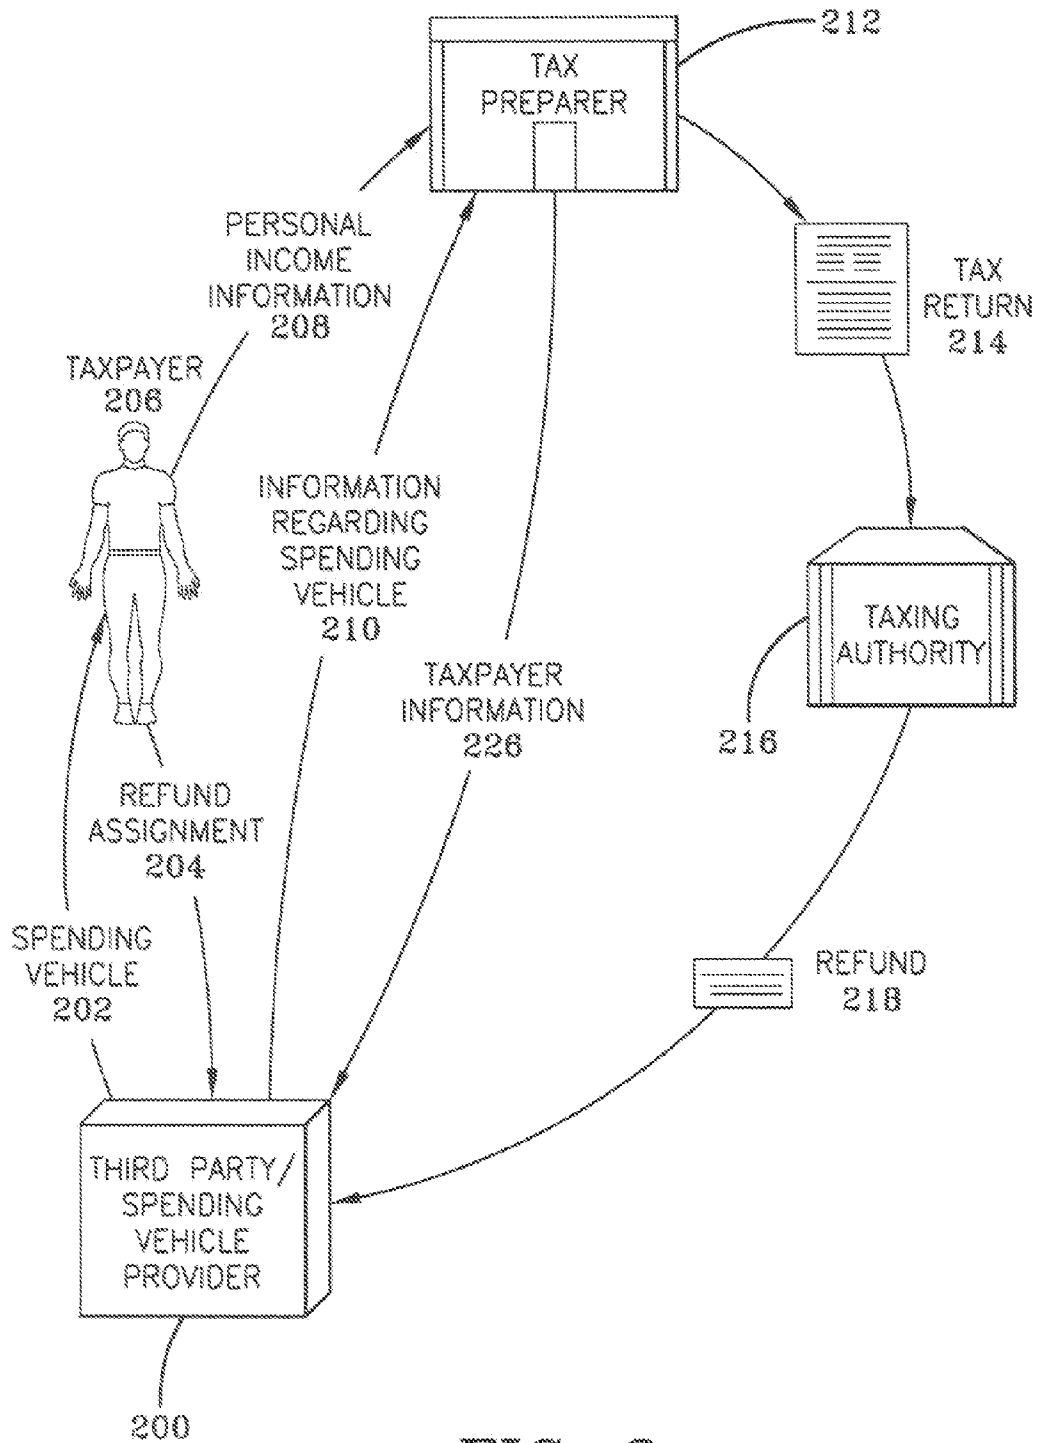 212
TAX
PREPARER
PERSONAL
INCOME
INFORMATION
208
TAX
RETURN
214
TAXPAYER
206
INFORMATION
REGARDING
SPENDING
VEHICLE
210
TAXING
AUTHORITY
216
TAXPAYER
INFORMATION
226
REFUND
ASSIGNMENT
204
SPENDING
VEHICLE
202
REFUND
218
THIRD PARTY/
SPENDING
VEHICLE
PROVIDER
200